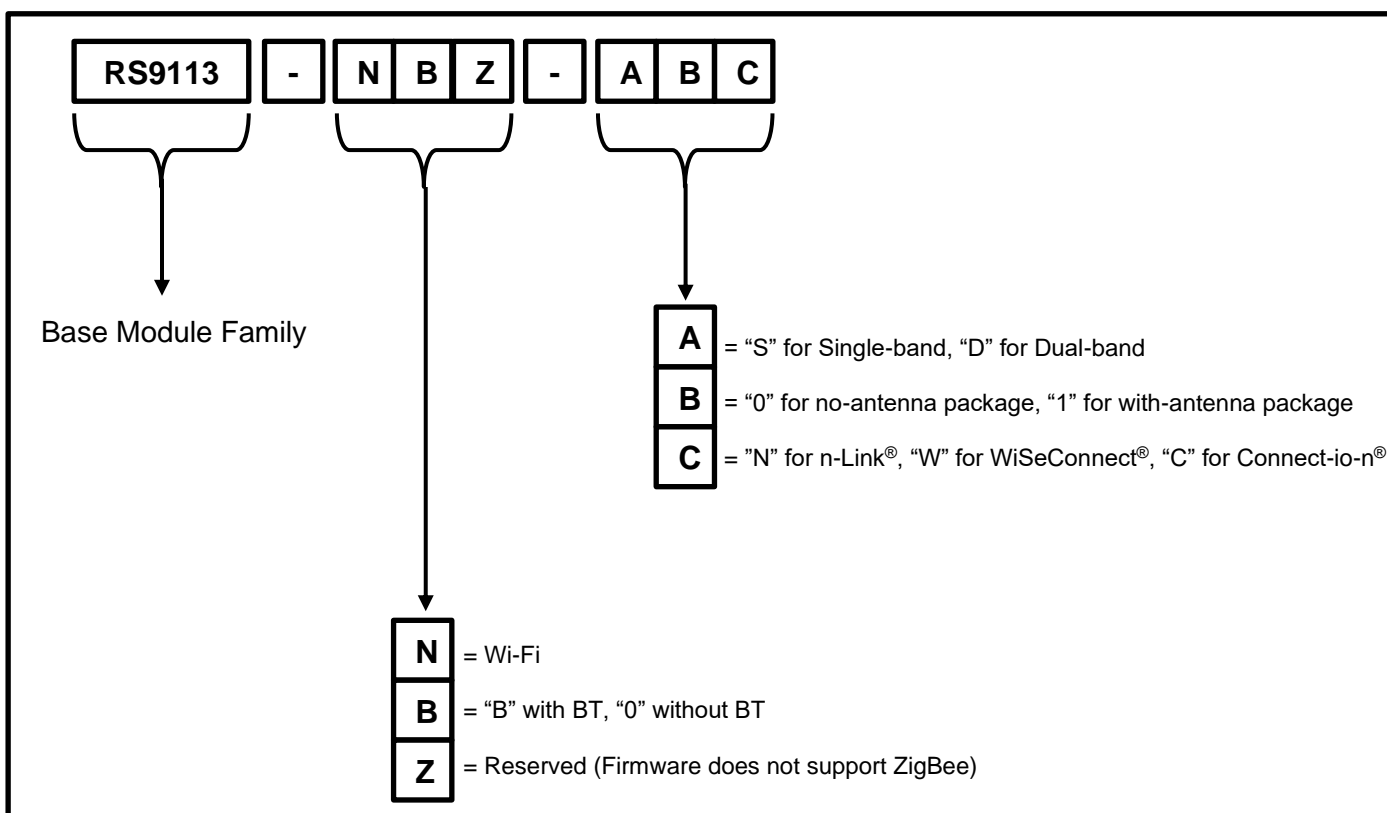 RS9113 - N B Z - A B C
Base Module Family
A = “S” for Single-band, “D” for Dual-band
B = “0” for no-antenna package, “1” for with-antenna package
C = ”N” for n-Link®, “W” for WiSeConnect®, “C” for Connect-io-n®
N = Wi-Fi
B = “B” with BT, “0” without BT
Z = Reserved (Firmware does not support ZigBee)